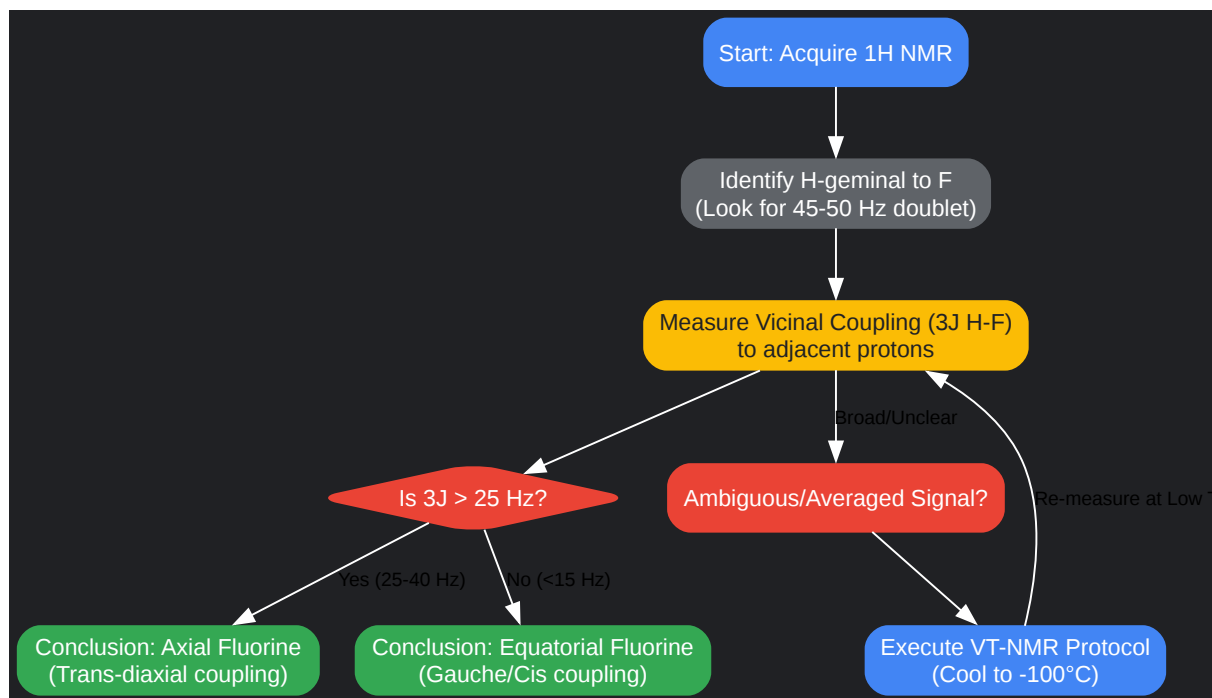 Start: Acquire 1H NMR
Identify H-geminal to F
(Look for 45-50 Hz doublet)
Measure Vicinal Coupling (3J H-F)
to adjacent protons
Broad/Unclear
Is 3J > 25 Hz?
Ambiguous/Averaged Signal?
Re-measure at Low T
Yes (25-40 Hz)
No (<15 Hz)
Conclusion: Axial Fluorine
(Trans-diaxial coupling)
Conclusion: Equatorial Fluorine
(Gauche/Cis coupling)
Execute VT-NMR Protocol
(Cool to -100°C)